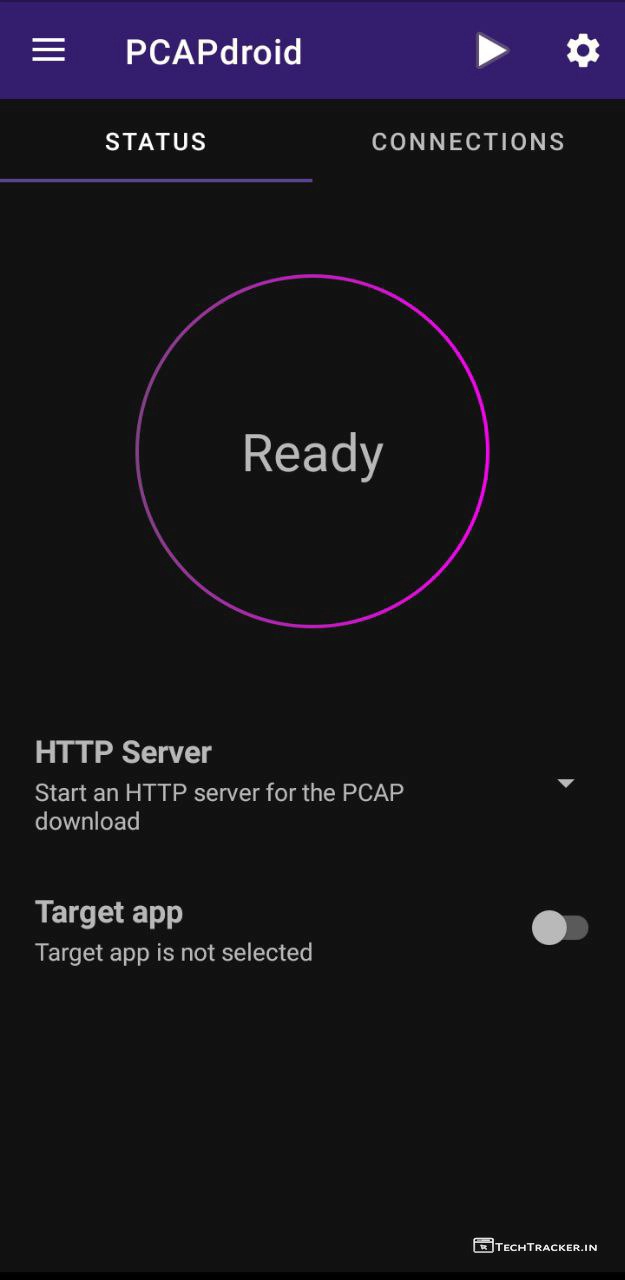 PCAPdroid
STATUS
CONNECTIONS
Ready
HTTP Server
Start an HTTP server for the PCAP
download
Target app
Target app is not selected
TechTracker.in